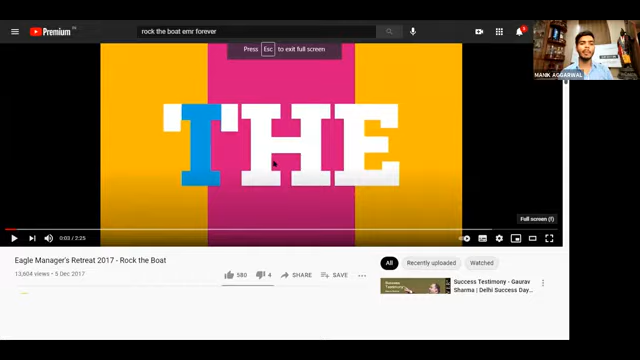 Premium IN
rock the boat emr forever
6
MANIK AGGARWAL
Press Esc to exit full screen
THE
Full screen (f)
0:03 / 2:25
Eagle Manager's Retreat 2017 - Rock the Boat
13,604 views • 5 Dec 2017
580
4
SHARE
SAVE
All
Recently uploaded
Watched
Success Testimony - Gaurav
Sharma | Delhi Success Day...